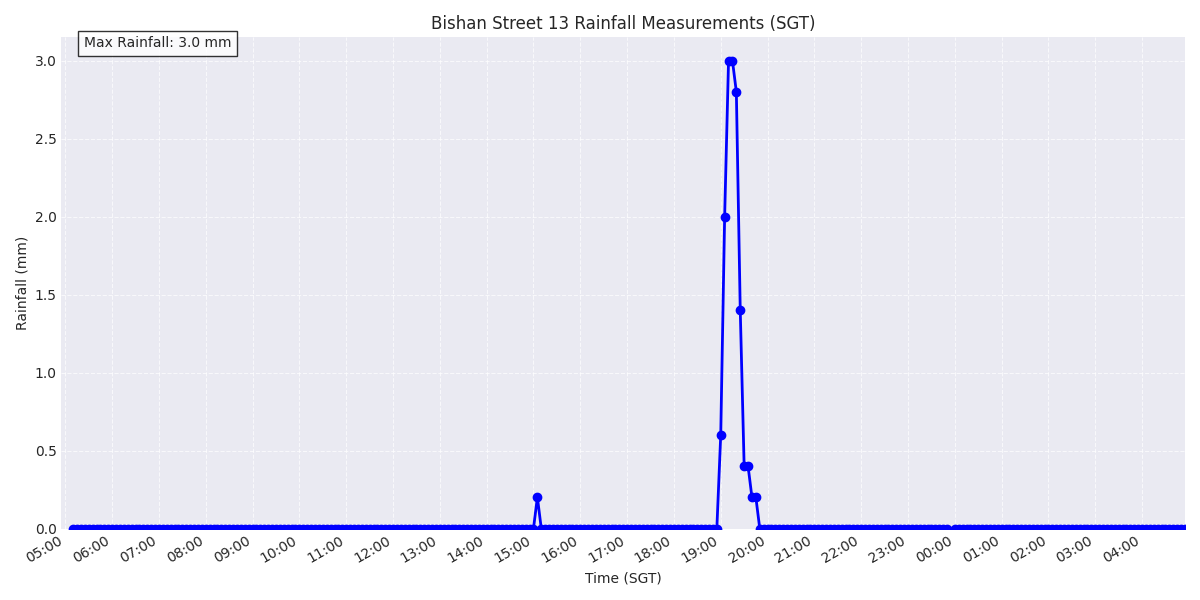 Bishan Street 13 Rainfall Measurements (SGT)
Max Rainfall: 3.0 mm
3.0
2.5
2.0
1.5
1.0
0.5
0.0
Rainfall (mm)
05:00 06:00 07:00 08:00 09:00 10:00 11:00 12:00 13:00 14:00 15:00 16:00 17:00 18:00 19:00 20:00 21:00 22:00 23:00 00:00 01:00 02:00 03:00 04:00
Time (SGT)